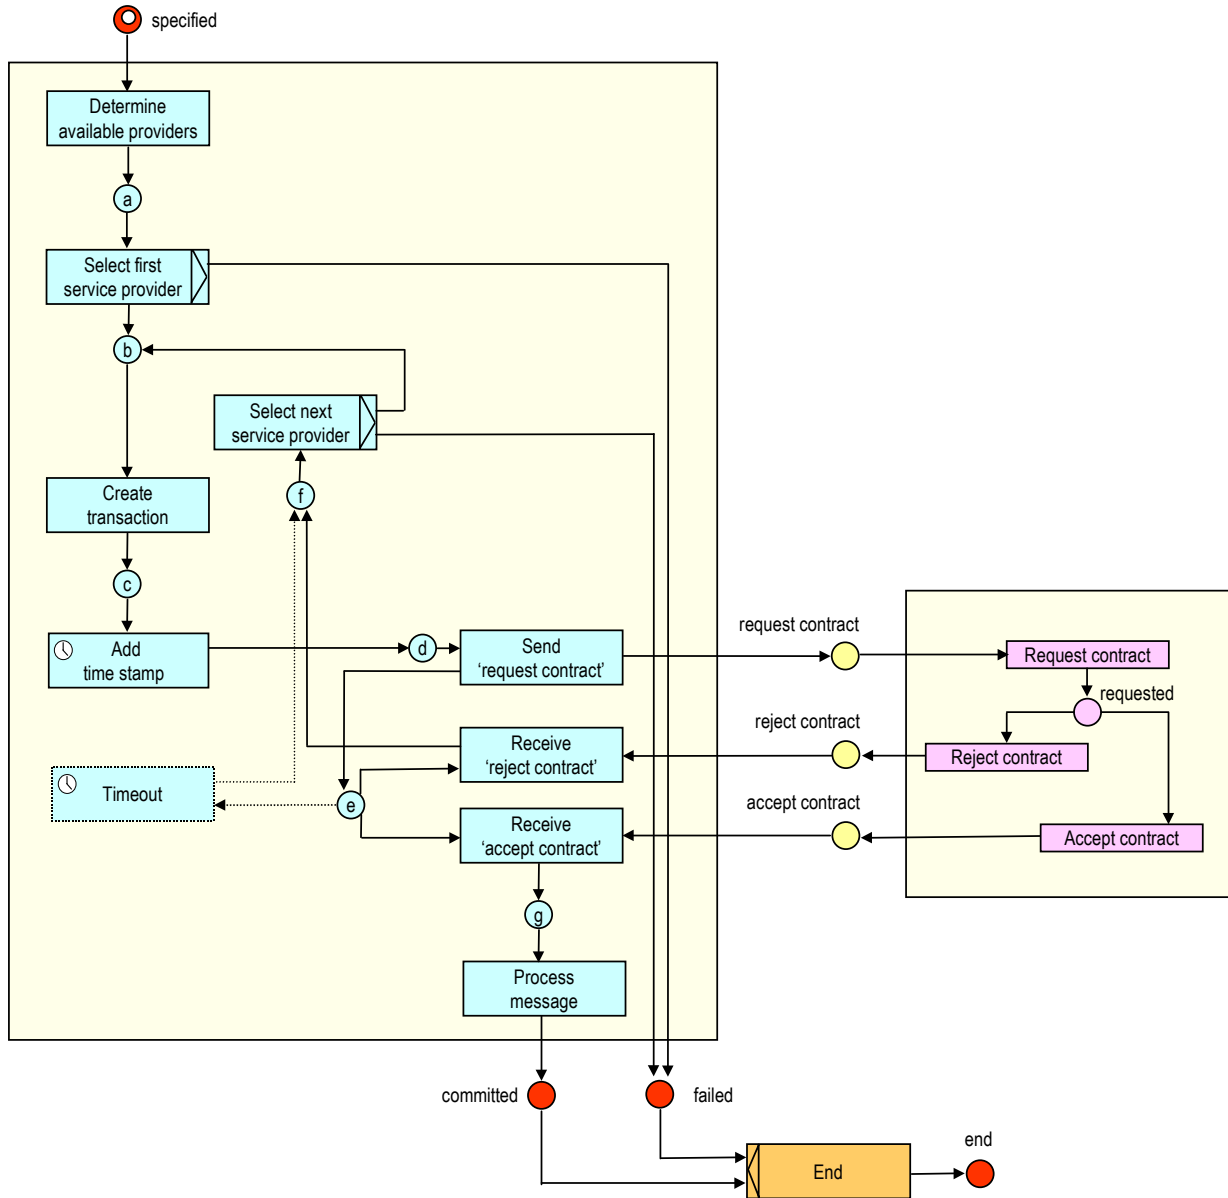 specified
Determine
available providers
a
Select first
service provider
b
Select next
service provider
f
Create
transaction
c
Add
time stamp
d
Send
‘request contract’
request contract
Request contract
requested
reject contract
Receive
‘reject contract’
Reject contract
Timeout
e
accept contract
Receive
‘accept contract’
Accept contract
g
Process
message
committed
failed
end
End